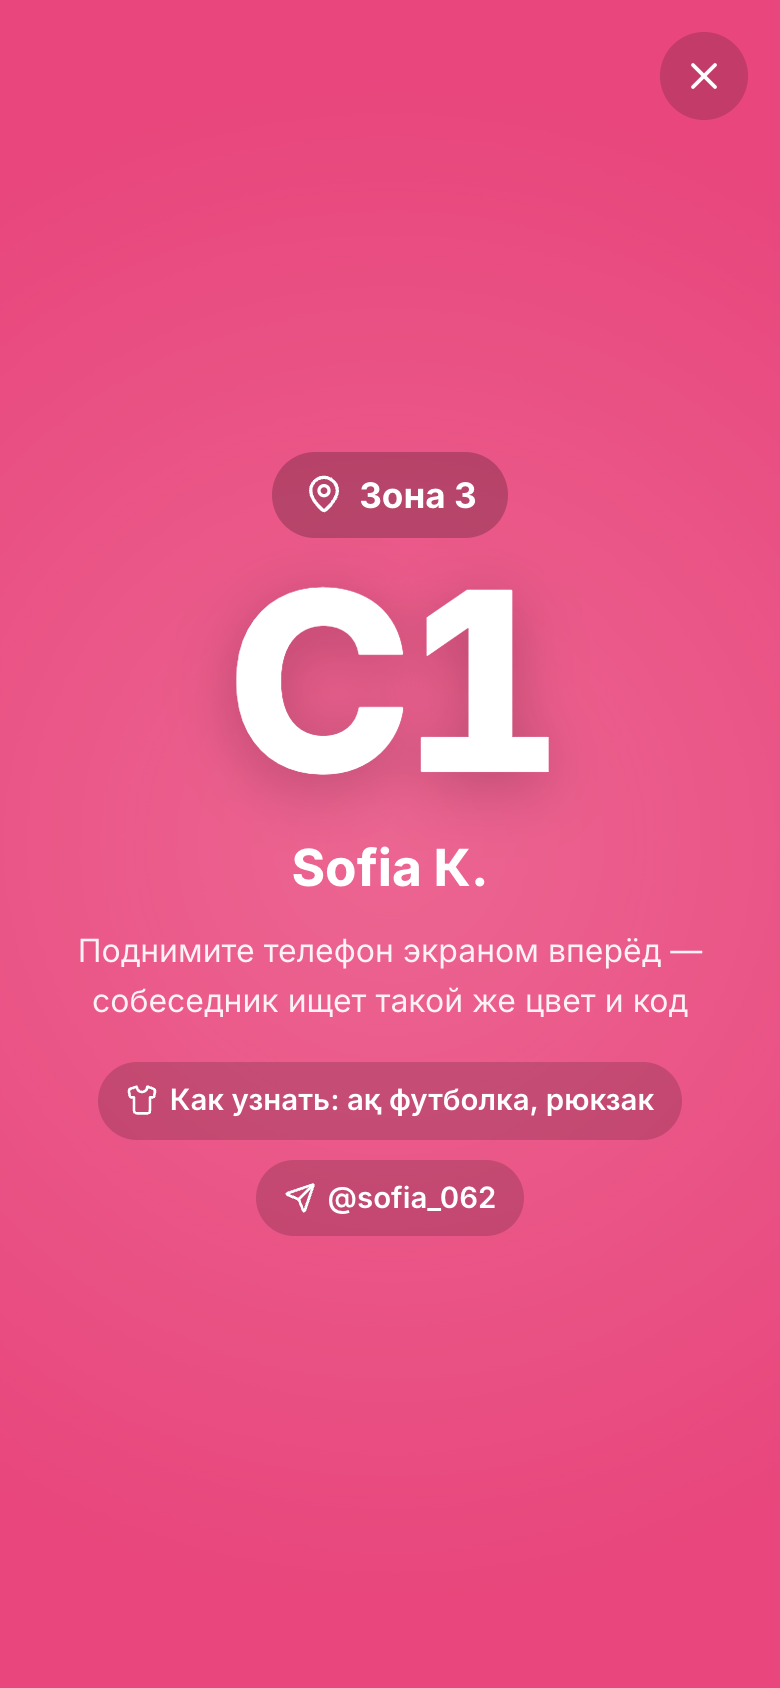 Зона 3
C1
Sofia K.
Поднимите телефон экраном вперёд —
собеседник ищет такой же цвет и код
Как узнать: ақ футболка, рюкзак
@sofia_062